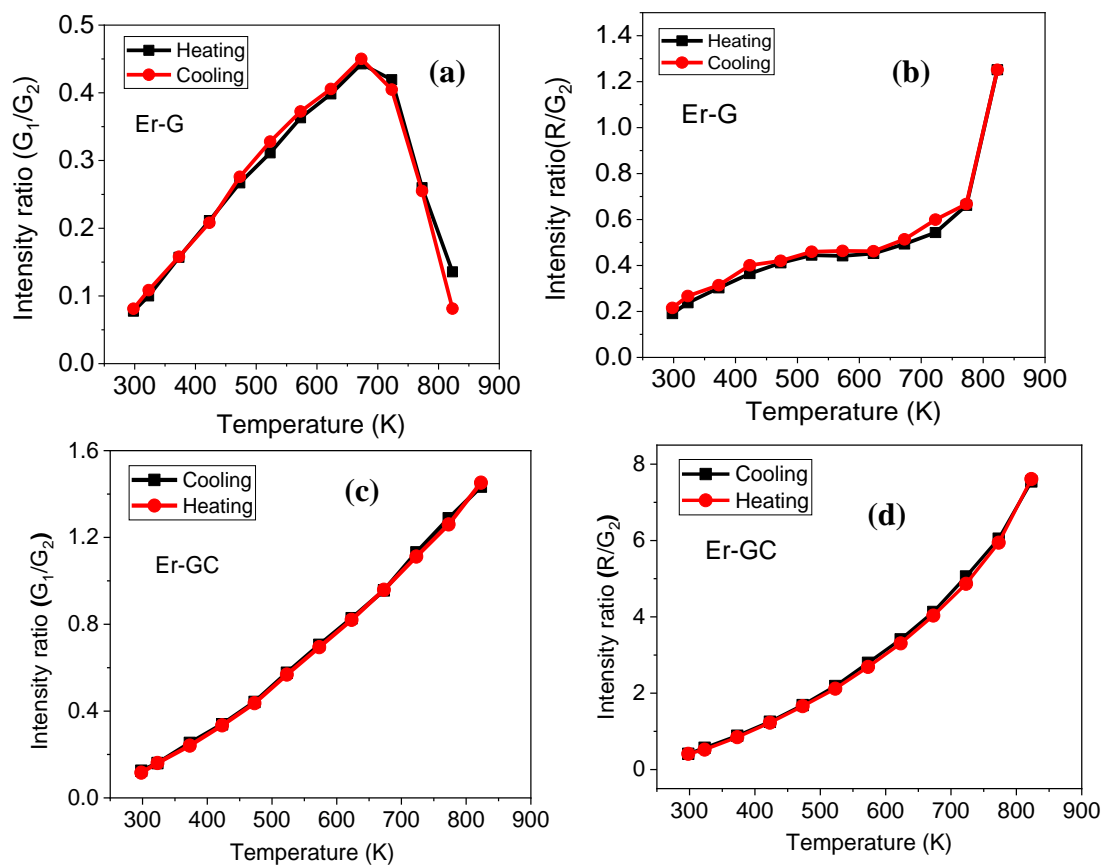 0.5
0.4
0.3
0.2
0.1
0.0
Intensity ratio (G₁/G₂)
Heating
Cooling
(a)
Er-G
300 400 500 600 700 800 900
Temperature (K)
1.4
1.2
1.0
0.8
0.6
0.4
0.2
0.0
Intensity ratio(R/G₂)
Heating
Cooling
(b)
Er-G
300 400 500 600 700 800 900
Temperature (K)
1.6
1.2
0.8
0.4
0.0
Intensity ratio (G₁/G₂)
Cooling
Heating
(c)
Er-GC
300 400 500 600 700 800 900
Temperature (K)
8
6
4
2
0
Intensity ratio (R/G₂)
Cooling
Heating
(d)
Er-GC
300 400 500 600 700 800 900
Temperature (K)